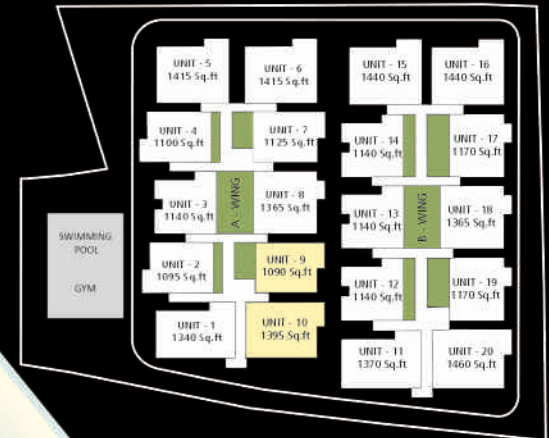 UNIT - 5
1415 Sq.ft
UNIT - 6
1415 Sq.ft
UNIT - 15
1440 Sq.ft
UNIT - 16
1440 Sq.ft
UNIT - 4
1100 Sq.ft
UNIT - 7
1125 Sq.ft
UNIT - 14
1140 Sq.ft
UNIT - 17
1170 Sq.ft
UNIT - 3
1140 Sq.ft
A - WING
UNIT - 8
1365 Sq.ft
UNIT - 13
1140 Sq.ft
B - WING
UNIT - 18
1365 Sq.ft
SWIMMING
POOL
GYM
UNIT - 2
1095 Sq.ft
UNIT - 9
1090 Sq.ft
UNIT - 12
1140 Sq.ft
UNIT - 19
1170 Sq.ft
UNIT - 1
1340 Sq.ft
UNIT - 10
1395 Sq.ft
UNIT - 11
1370 Sq.ft
UNIT - 20
1460 Sq.ft